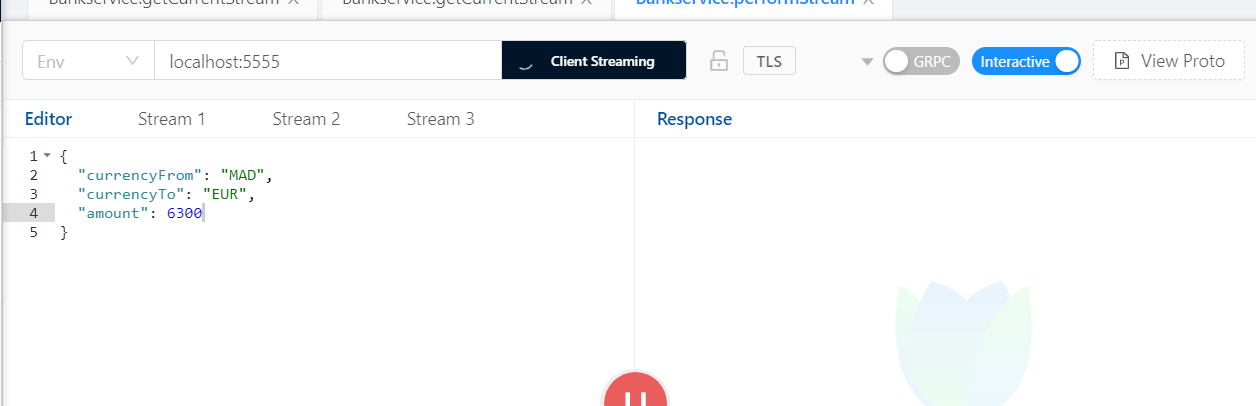 Bankservice.getCurrentStream Bankservice.getCurrentStream Bankservice.performStream
Env localhost:5555 Client Streaming TLS GRPC Interactive View Proto
Editor Stream 1 Stream 2 Stream 3 Response
1 {
2 "currencyFrom": "MAD",
3 "currencyTo": "EUR",
4 "amount": 6300
5 }